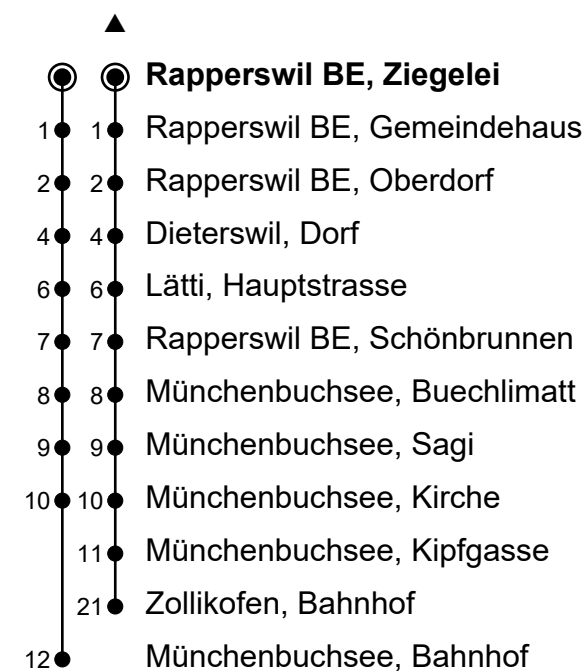 ▲
Rapperswil BE, Ziegelei
1 1 Rapperswil BE, Gemeindehaus
2 2 Rapperswil BE, Oberdorf
4 4 Dieterswil, Dorf
6 6 Lätti, Hauptstrasse
7 7 Rapperswil BE, Schönbrunnen
8 8 Münchenbuchsee, Buechlimatt
9 9 Münchenbuchsee, Sagi
10 10 Münchenbuchsee, Kirche
11 Münchenbuchsee, Kipfgasse
21 Zollikofen, Bahnhof
12 Münchenbuchsee, Bahnhof